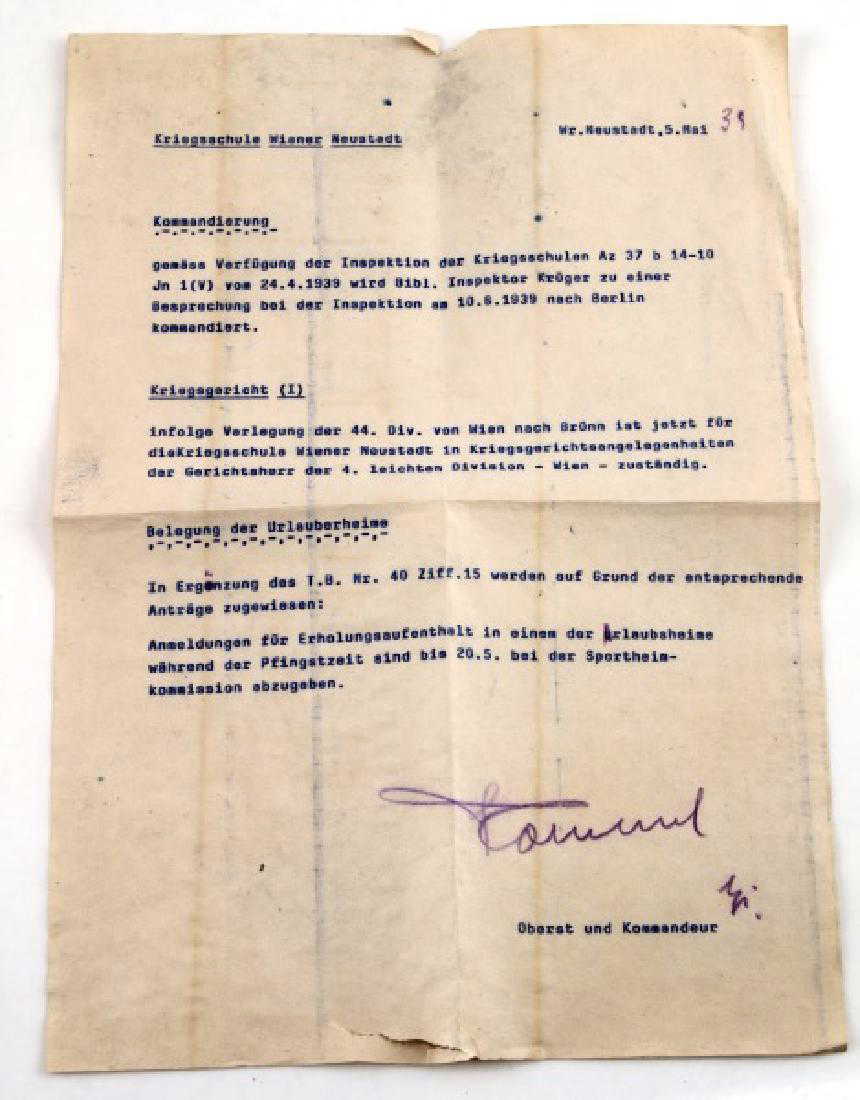 Kriegsschule Wiener Neustadt
Wr.Neustadt,5.Mai 39
Kommandierung
gemäss Verfügung der Inspektion der Kriegsschulen Az 37 b 14-10
Jn 1(V) vom 24.4.1939 wird Bibl. Inspektor Krüger zu einer
Besprechung bei der Inspektion am 10.6.1939 nach Berlin
kommandiert.
Kriegsgericht (I)
infolge Verlegung der 44. Div. von Wien nach Brünn ist jetzt für
dieKriegsschule Wiener Neustadt in Kriegsgerichtsangelegenheiten
der Gerichtsherr der 4. leichten Division - Wien - zuständig.
Belegung der Urlauberheime
In Ergänzung des T.B. Nr. 40 Ziff.15 werden auf Grund der entsprechende
Anträge zugewiesen:
Anmeldungen für Erholungsaufenthalt in einem der Urlaubsheime
während der Pfingstzeit sind bis 20.5. bei der Sportheim-
kommission abzugeben.
Rommel
Oberst und Kommandeur